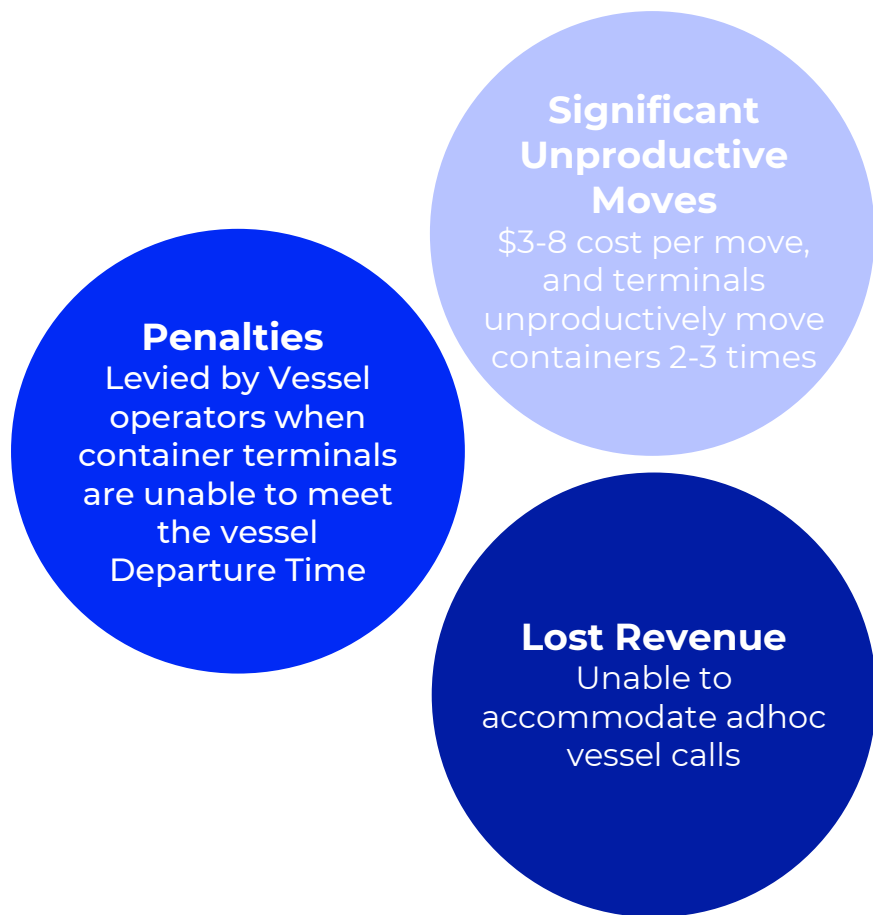 Significant
Unproductive
Moves
$3-8 cost per move,
and terminals
unproductively move
containers 2-3 times
Penalties
Levied by Vessel
operators when
container terminals
are unable to meet
the vessel
Departure Time
Lost Revenue
Unable to
accommodate adhoc
vessel calls